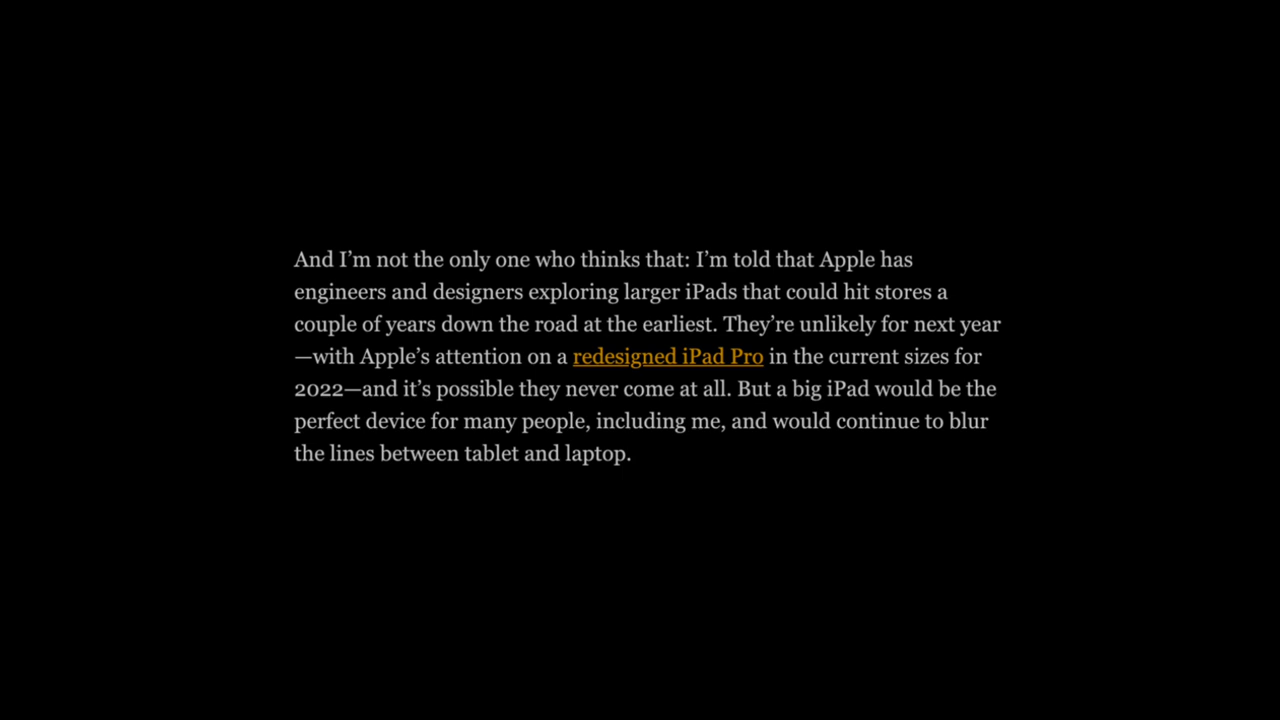 And I’m not the only one who thinks that: I’m told that Apple has
engineers and designers exploring larger iPads that could hit stores a
couple of years down the road at the earliest. They’re unlikely for next year
—with Apple’s attention on a redesigned iPad Pro in the current sizes for
2022—and it’s possible they never come at all. But a big iPad would be the
perfect device for many people, including me, and would continue to blur
the lines between tablet and laptop.